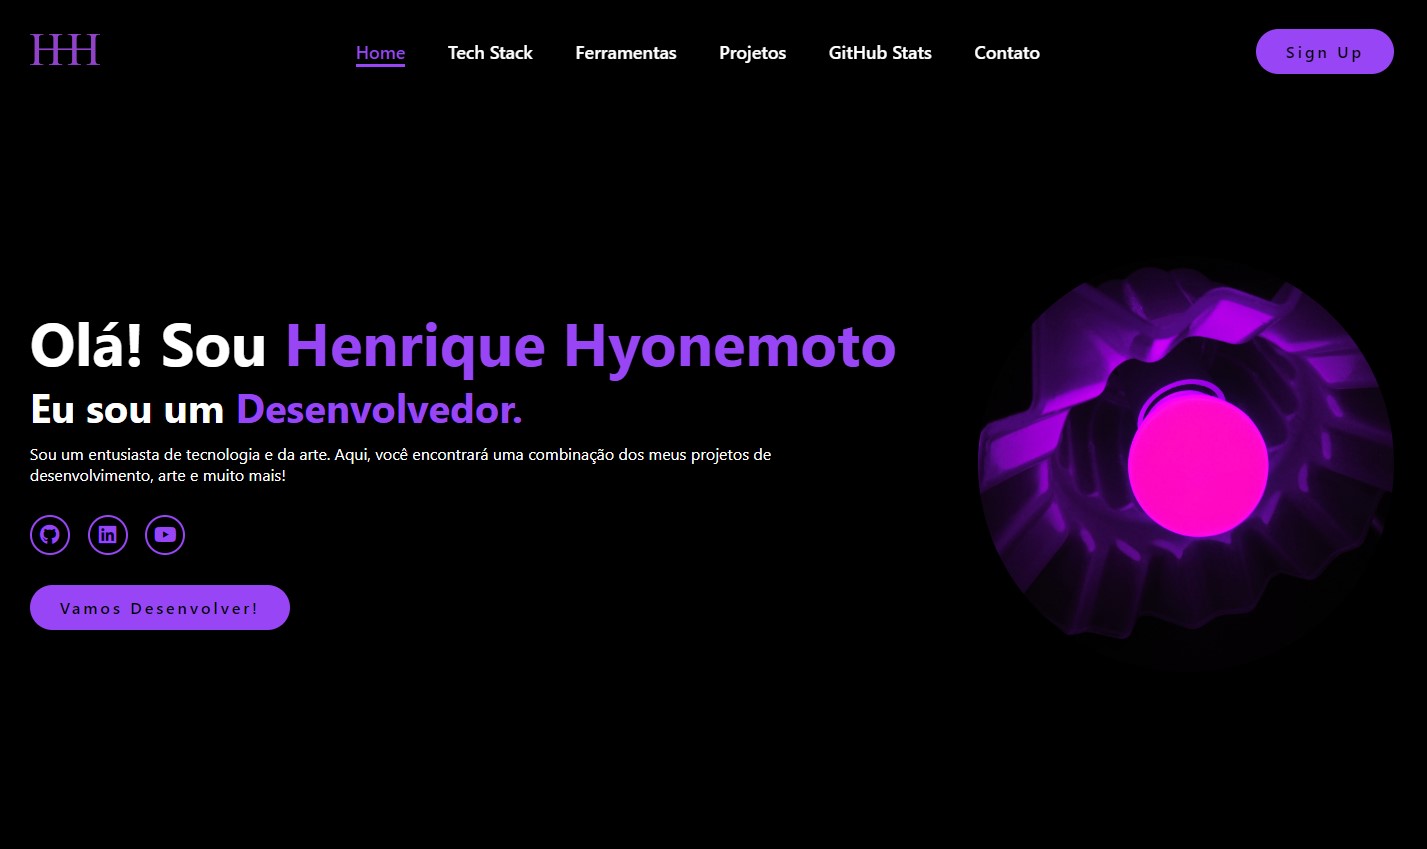 HH
Home
Tech Stack
Ferramentas
Projetos
GitHub Stats
Contato
Sign Up
Olá! Sou Henrique Hyonemoto
Eu sou um Desenvolvedor.
Sou um entusiasta de tecnologia e da arte. Aqui, você encontrará uma combinação dos meus projetos de
desenvolvimento, arte e muito mais!
in
Vamos Desenvolver!